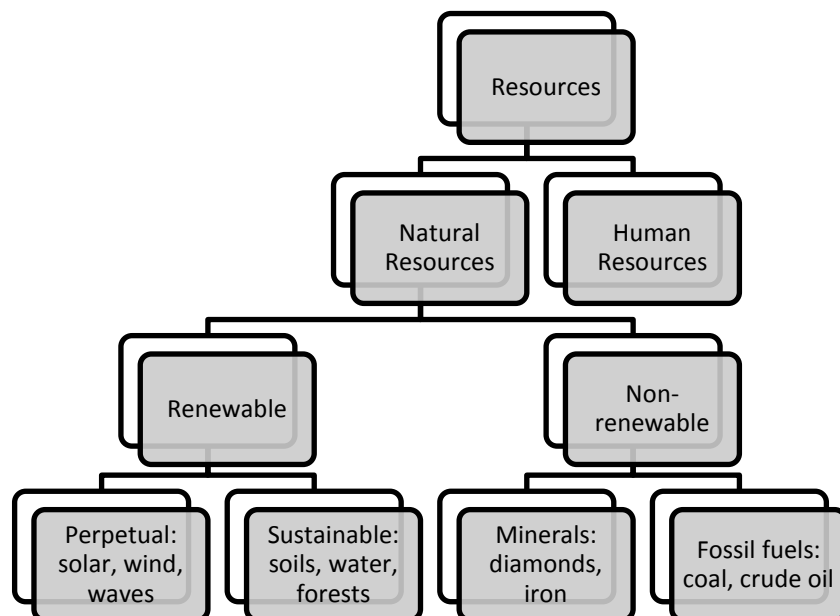 Resources
Natural
Resources
Human
Resources
Renewable
Non-
renewable
Perpetual:
solar, wind,
waves
Sustainable:
soils, water,
forests
Minerals:
diamonds,
iron
Fossil fuels:
coal, crude oil